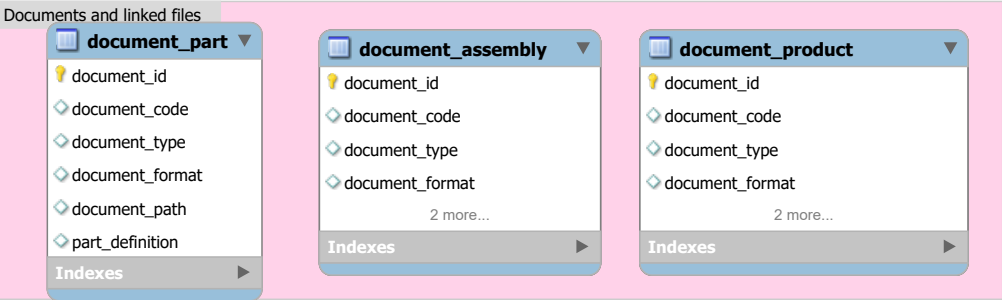 Documents and linked files
document_part
document_id
document_code
document_type
document_format
document_path
part_definition
Indexes
document_assembly
document_id
document_code
document_type
document_format
2 more...
Indexes
document_product
document_id
document_code
document_type
document_format
2 more...
Indexes